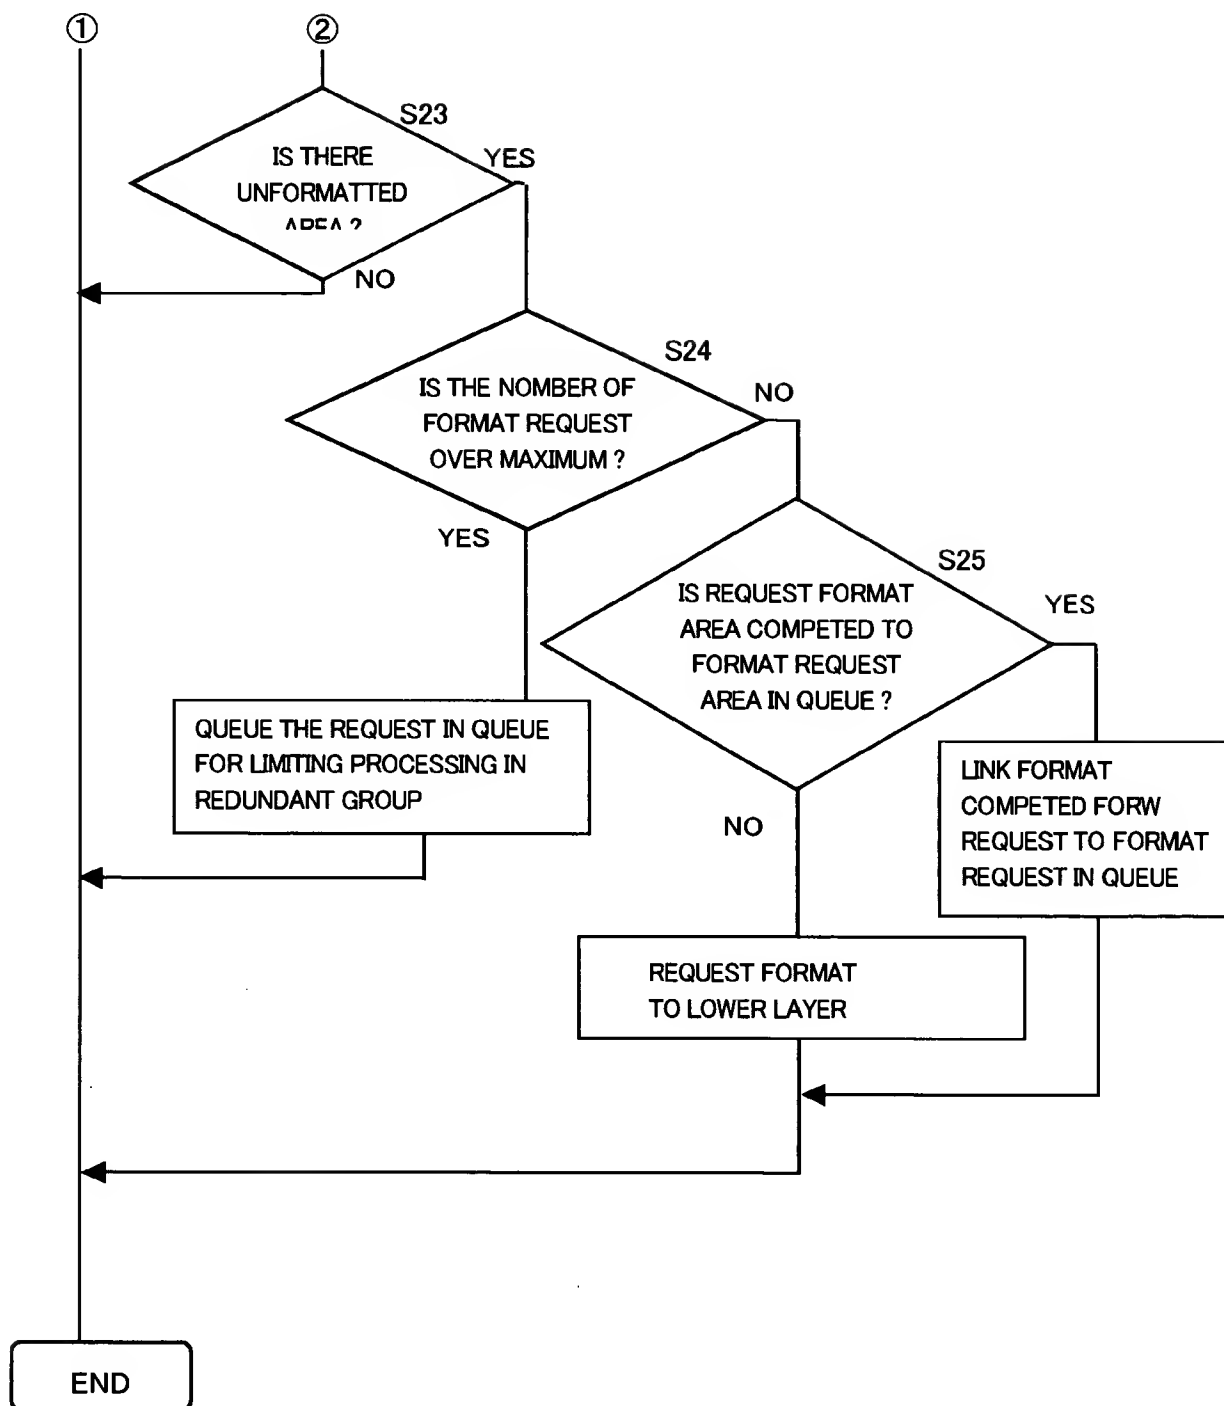 ① ②
S23
IS THERE
UNFORMATTED
AREA ?
YES
NO
S24
IS THE NOMBER OF
FORMAT REQUEST
OVER MAXIMUM ?
NO
YES
S25
IS REQUEST FORMAT
AREA COMPETED TO
FORMAT REQUEST
AREA IN QUEUE ?
YES
NO
QUEUE THE REQUEST IN QUEUE
FOR LIMITING PROCESSING IN
REDUNDANT GROUP
LINK FORMAT
COMPETED FORW
REQUEST TO FORMAT
REQUEST IN QUEUE
REQUEST FORMAT
TO LOWER LAYER
END